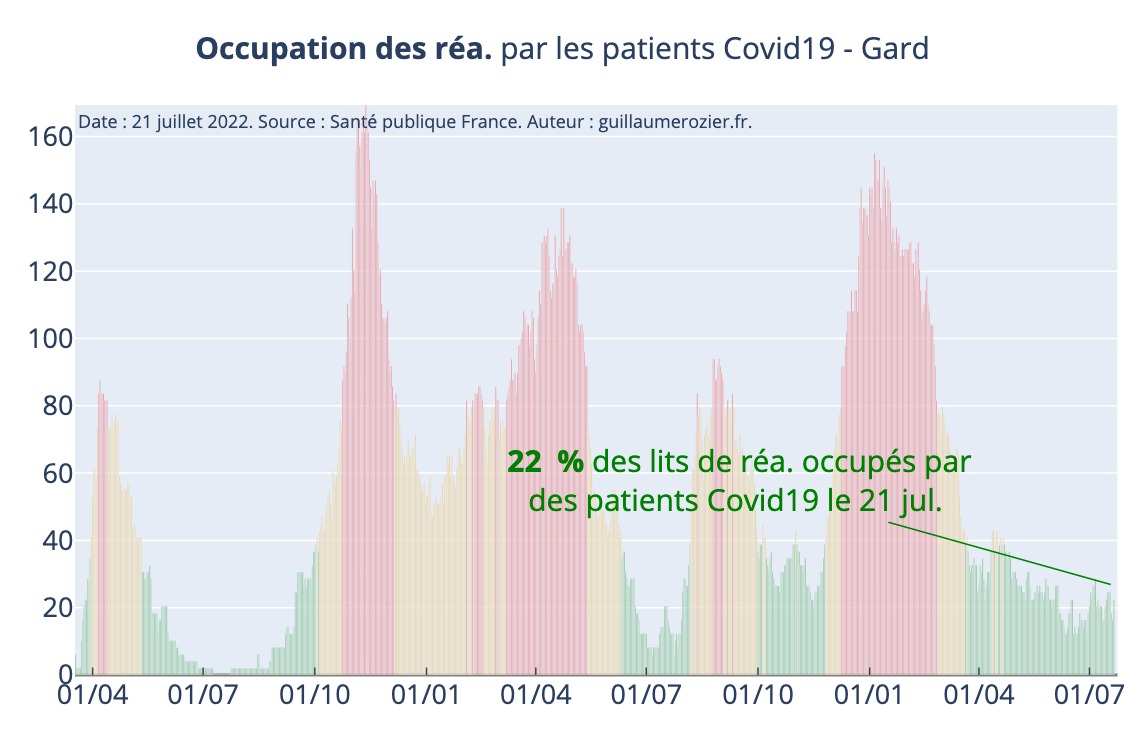 Occupation des réa. par les patients Covid19 - Gard
Date : 21 juillet 2022. Source : Santé publique France. Auteur : guillaumerozier.fr.
160
140
120
100
80
60
40
20
0
22 % des lits de réa. occupés par
des patients Covid19 le 21 jul.
01/04 01/07 01/10 01/01 01/04 01/07 01/10 01/01 01/04 01/07